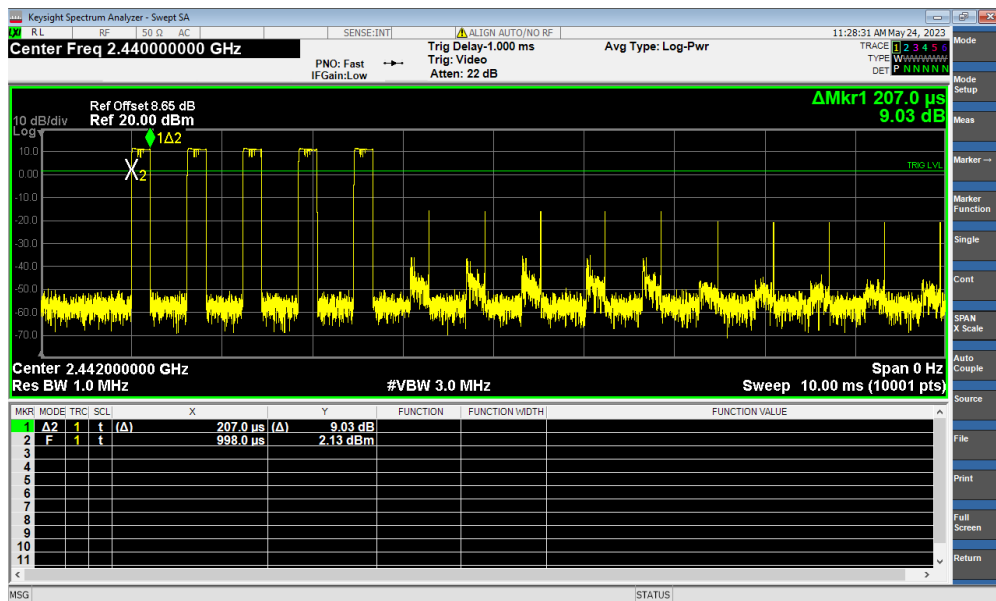 Keysight Spectrum Analyzer - Swept SA
LXI RL RF 50 Ω AC SENSE:INT ALIGN AUTO/NO RF 11:28:31 AM May 24, 2023
Center Freq 2.440000000 GHz
PNO: Fast
IFGain:Low
Trig Delay-1.000 ms
Trig: Video
Atten: 22 dB
Avg Type: Log-Pwr
TRACE 1 2 3 4 5 6
TYPE WWWWWW
DET P N N N N N
ΔMkr1 207.0 µs
9.03 dB
Ref Offset 8.65 dB
10 dB/div Ref 20.00 dBm
Log
1Δ2
X2
TRIG LVL
10.0
0.00
-10.0
-20.0
-30.0
-40.0
-50.0
-60.0
-70.0
Center 2.442000000 GHz Span 0 Hz
Res BW 1.0 MHz #VBW 3.0 MHz Sweep 10.00 ms (10001 pts)
MKR MODE TRC SCL X Y FUNCTION FUNCTION WIDTH FUNCTION VALUE
1 Δ2 1 t (Δ) 207.0 µs (Δ) 9.03 dB
2 F 1 t 998.0 µs 2.13 dBm
3
4
5
6
7
8
9
10
11
MSG STATUS
Mode
Mode
Setup
Meas
Marker→
Marker
Function
Single
Cont
SPAN
X Scale
Auto
Couple
Source
File
Print
Full
Screen
Return